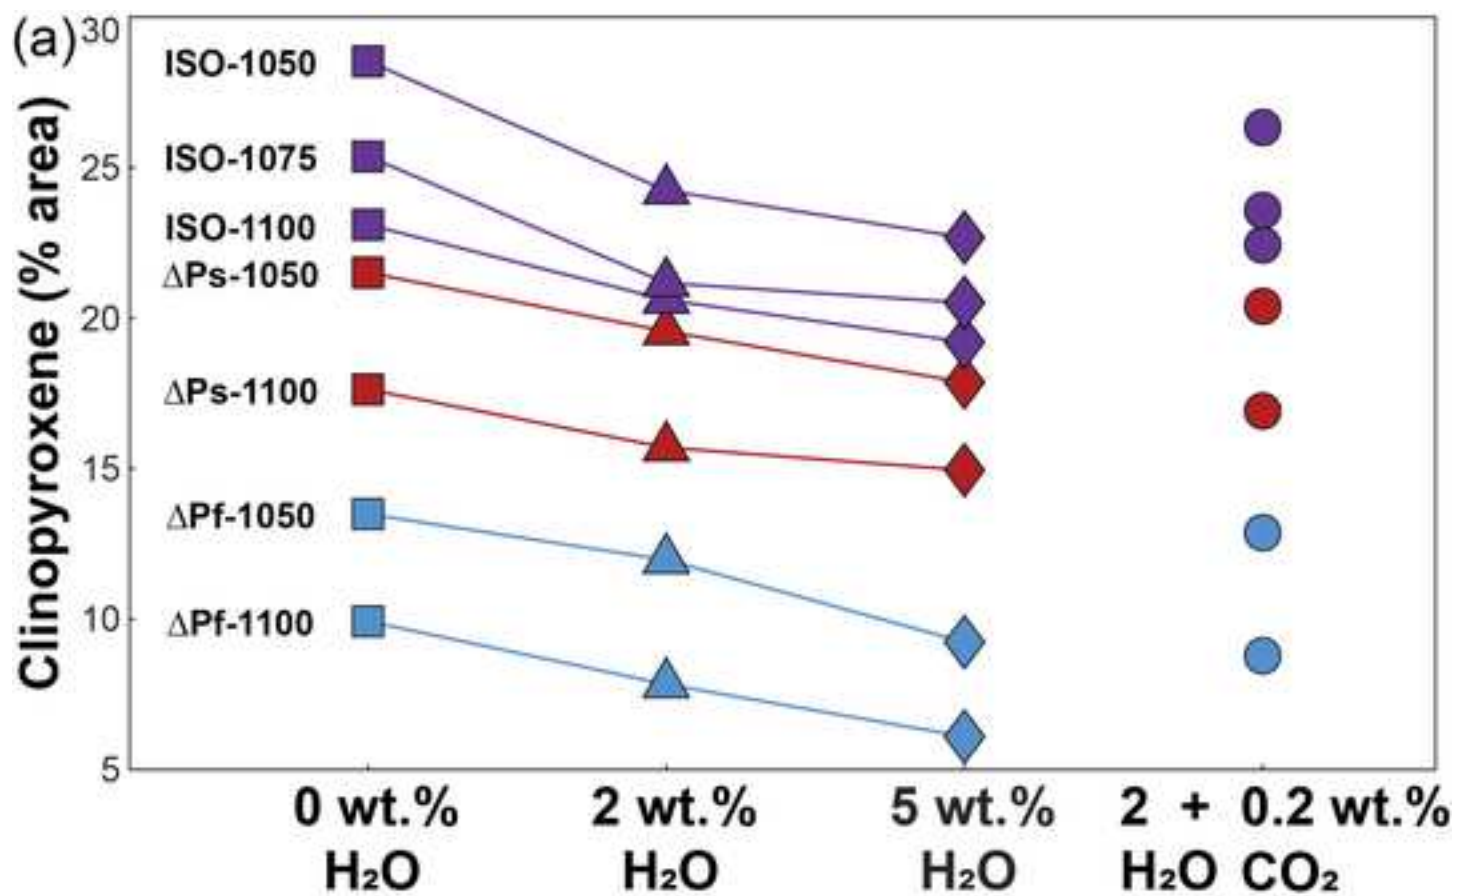 (a)
Clinopyroxene (% area)
30
25
20
15
10
5
ISO-1050
ISO-1075
ISO-1100
ΔPs-1050
ΔPs-1100
ΔPf-1050
ΔPf-1100
0 wt.% 2 wt.% 5 wt.% 2 + 0.2 wt.%
H₂O H₂O H₂O H₂O CO₂